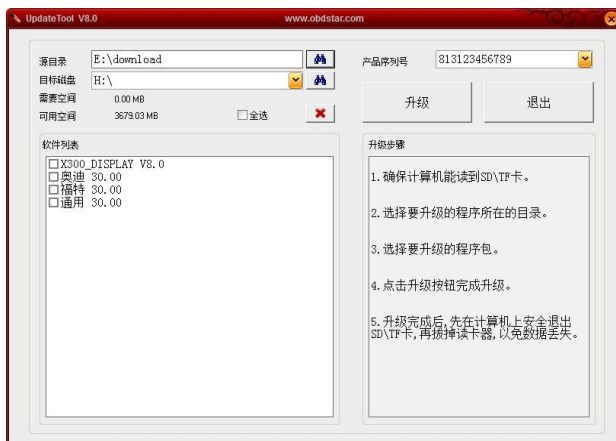 UpdateTool V8.0
www.obdstar.com
源目录 E:\download
产品序列号 813123456789
目标磁盘 H:\
需要空间 0.00 MB
可用空间 3679.03 MB
全选
升级
退出
软件列表
X300_DISPLAY V8.0
奥迪 30.00
福特 30.00
通用 30.00
升级步骤
1.确保计算机能读到SD\TF卡。
2.选择要升级的程序所在的目录。
3.选择要升级的程序包。
4.点击升级按钮完成升级。
5.升级完成后,先在计算机上安全退出
SD\TF卡,再拔掉读卡器,以免数据丢失。